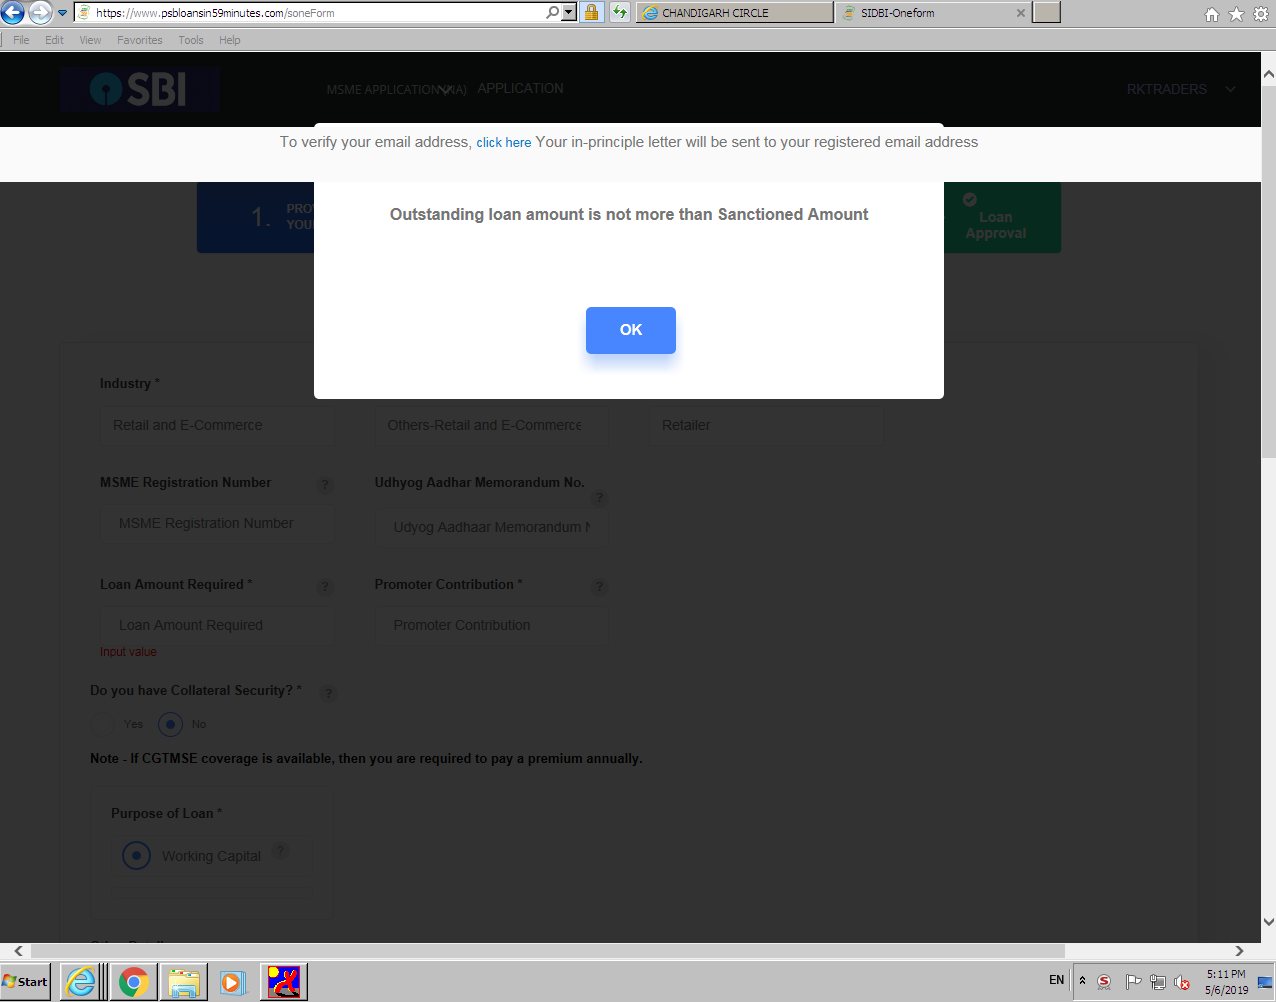 https://www.psbloansin59minutes.com/soneForm
CHANDIGARH CIRCLE
SIDBI-Oneform
File Edit View Favorites Tools Help
SBI
MSME APPLICATION(NA)
APPLICATION
RKTRADERS
To verify your email address, click here Your in-principle letter will be sent to your registered email address
1.
Outstanding loan amount is not more than Sanctioned Amount
Loan
Approval
OK
Industry *
Retail and E-Commerce
Others-Retail and E-Commerce
Retailer
MSME Registration Number ?
Udhyog Aadhar Memorandum No. ?
MSME Registration Number
Udyog Aadhaar Memorandum N
Loan Amount Required * ?
Promoter Contribution * ?
Loan Amount Required
Promoter Contribution
Input value
Do you have Collateral Security? * ?
Yes
No
Note - If CGTMSE coverage is available, then you are required to pay a premium annually.
Purpose of Loan *
Working Capital ?
Start
EN
5:11 PM
5/6/2019